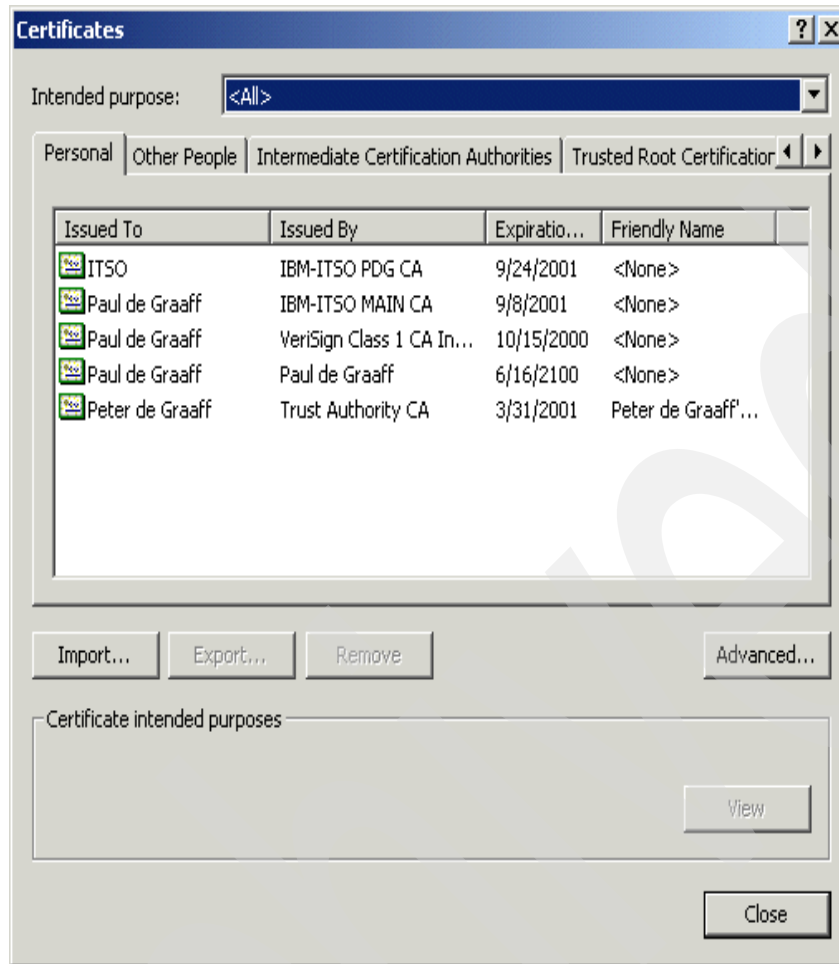 Certificates
Intended purpose: <All>
Personal Other People Intermediate Certification Authorities Trusted Root Certification
Issued To Issued By Expiratio... Friendly Name
ITSO IBM-ITSO PDG CA 9/24/2001 <None>
Paul de Graaff IBM-ITSO MAIN CA 9/8/2001 <None>
Paul de Graaff VeriSign Class 1 CA In... 10/15/2000 <None>
Paul de Graaff Paul de Graaff 6/16/2100 <None>
Peter de Graaff Trust Authority CA 3/31/2001 Peter de Graaff'...
Import... Export... Remove Advanced...
Certificate intended purposes
View
Close